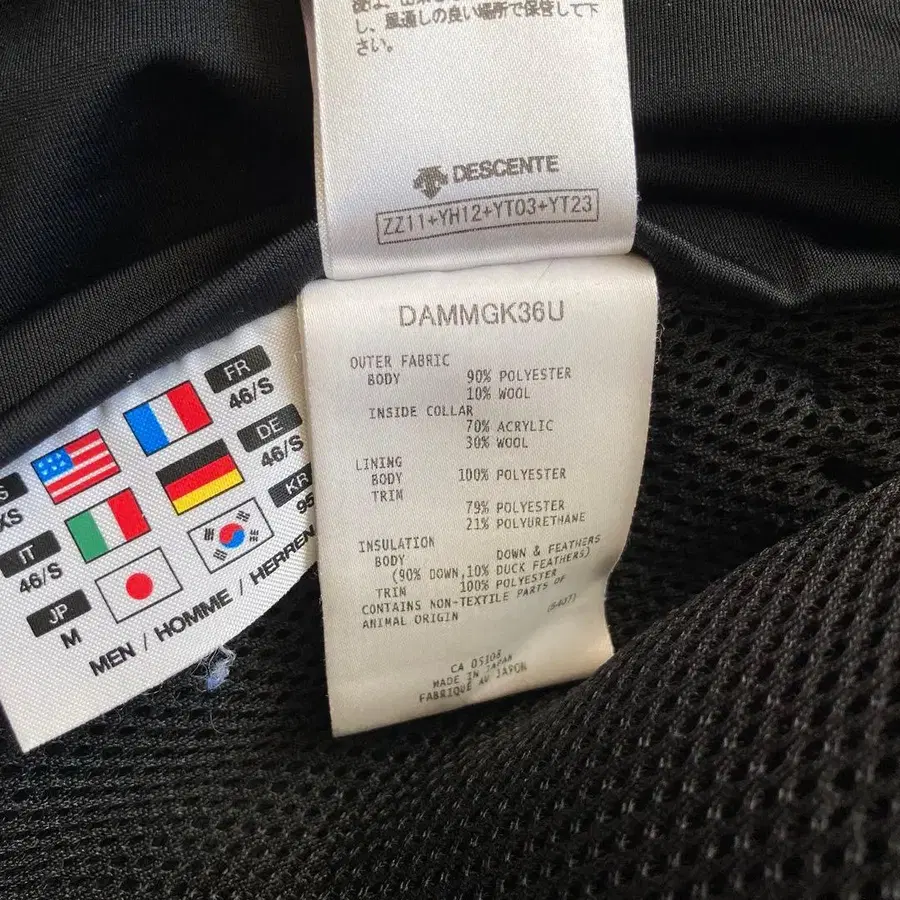 し、風通しの良い場所で保管して下
さい。
DESCENTE
ZZ11+YH12+YT03+YT23
DAMMGK36U
OUTER FABRIC
BODY 90% POLYESTER
10% WOOL
INSIDE COLLAR
70% ACRYLIC
30% WOOL
LINING
BODY 100% POLYESTER
TRIM
79% POLYESTER
21% POLYURETHANE
INSULATION
BODY DOWN & FEATHERS
(90% DOWN,10% DUCK FEATHERS)
TRIM 100% POLYESTER
CONTAINS NON-TEXTILE PARTS OF
ANIMAL ORIGIN
CA 05108
MADE IN JAPAN
FABRIQUÉ AU JAPON
FR
46/S
DE
46/S
KR
95
XS
IT
46/S
JP
M
MEN / HOMME / HERREN